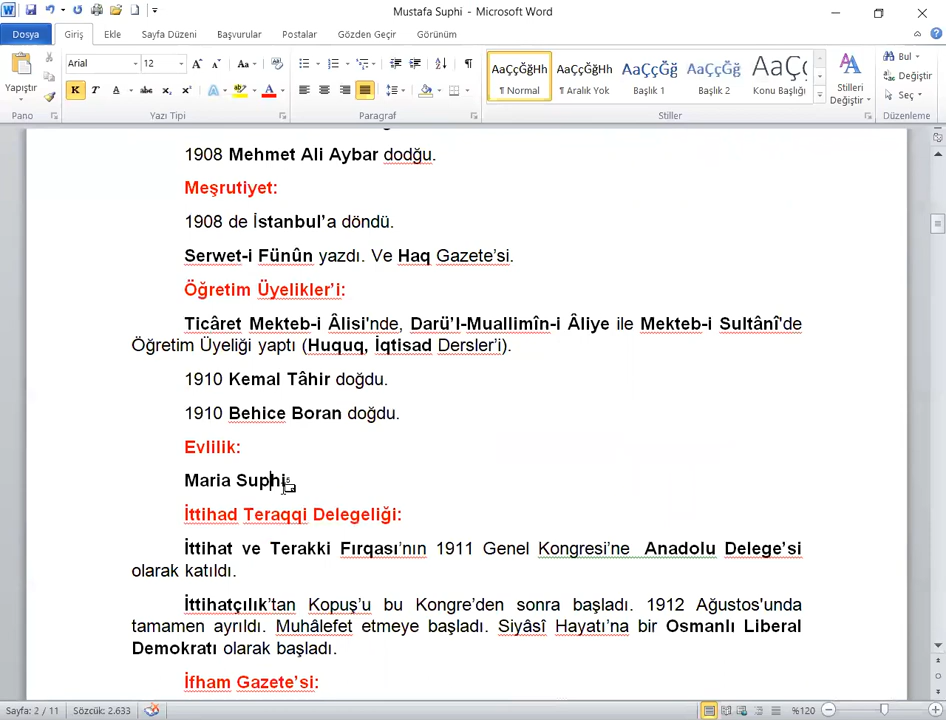 Mustafa Suphi - Microsoft Word
Dosya Giriş Ekle Sayfa Düzeni Başvurular Postalar Gözden Geçir Görünüm
Arial 12 Aa
AaÇçĞğHh AaÇçĞğHh AaÇçĞğ AaÇçĞğ AaÇç
Bul
Değiştir
Seç
Yapıştır
K T A abc x₂ x² A A
¶ Normal ¶ Aralık Yok Başlık 1 Başlık 2 Konu Başlığı
Stilleri Değiştir
Pano Yazı Tipi Paragraf Stiller Düzenleme
1908 Mehmet Ali Aybar dodğu.
Meşrutiyet:
1908 de İstanbul’a döndü.
Serwet-i Fünûn yazdı. Ve Haq Gazete’si.
Öğretim Üyelikler’i:
Ticâret Mekteb-i Âlisi'nde, Darü’l-Muallimîn-i Âliye ile Mekteb-i Sultânî'de
Öğretim Üyeliği yaptı (Huquq, İqtisad Dersler’i).
1910 Kemal Tâhir doğdu.
1910 Behice Boran doğdu.
Evlilik:
Maria Suphi
İttihad Teraqqi Delegeliği:
İttihat ve Terakki Fırqası’nın 1911 Genel Kongresi’ne Anadolu Delege’si
olarak katıldı.
İttihatçılık’tan Kopuş’u bu Kongre’den sonra başladı. 1912 Ağustos'unda
tamamen ayrıldı. Muhâlefet etmeye başladı. Siyâsî Hayatı’na bir Osmanlı Liberal
Demokratı olarak başladı.
İfham Gazete’si:
Sayfa: 2 / 11 Sözcük: 2.633 %120